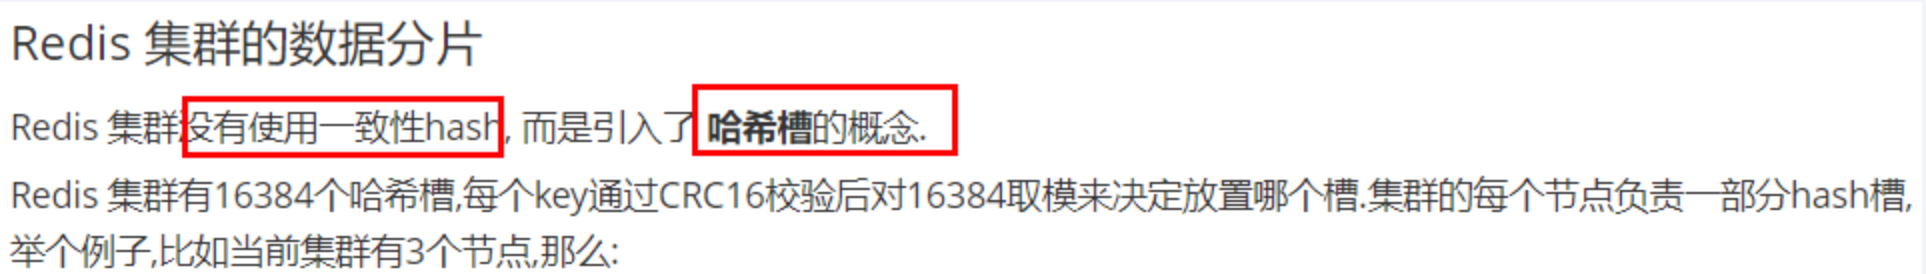 Redis 集群的数据分片
Redis 集群没有使用一致性hash, 而是引入了 哈希槽的概念.
Redis 集群有16384个哈希槽,每个key通过CRC16校验后对16384取模来决定放置哪个槽.集群的每个节点负责一部分hash槽,
举个例子,比如当前集群有3个节点,那么: